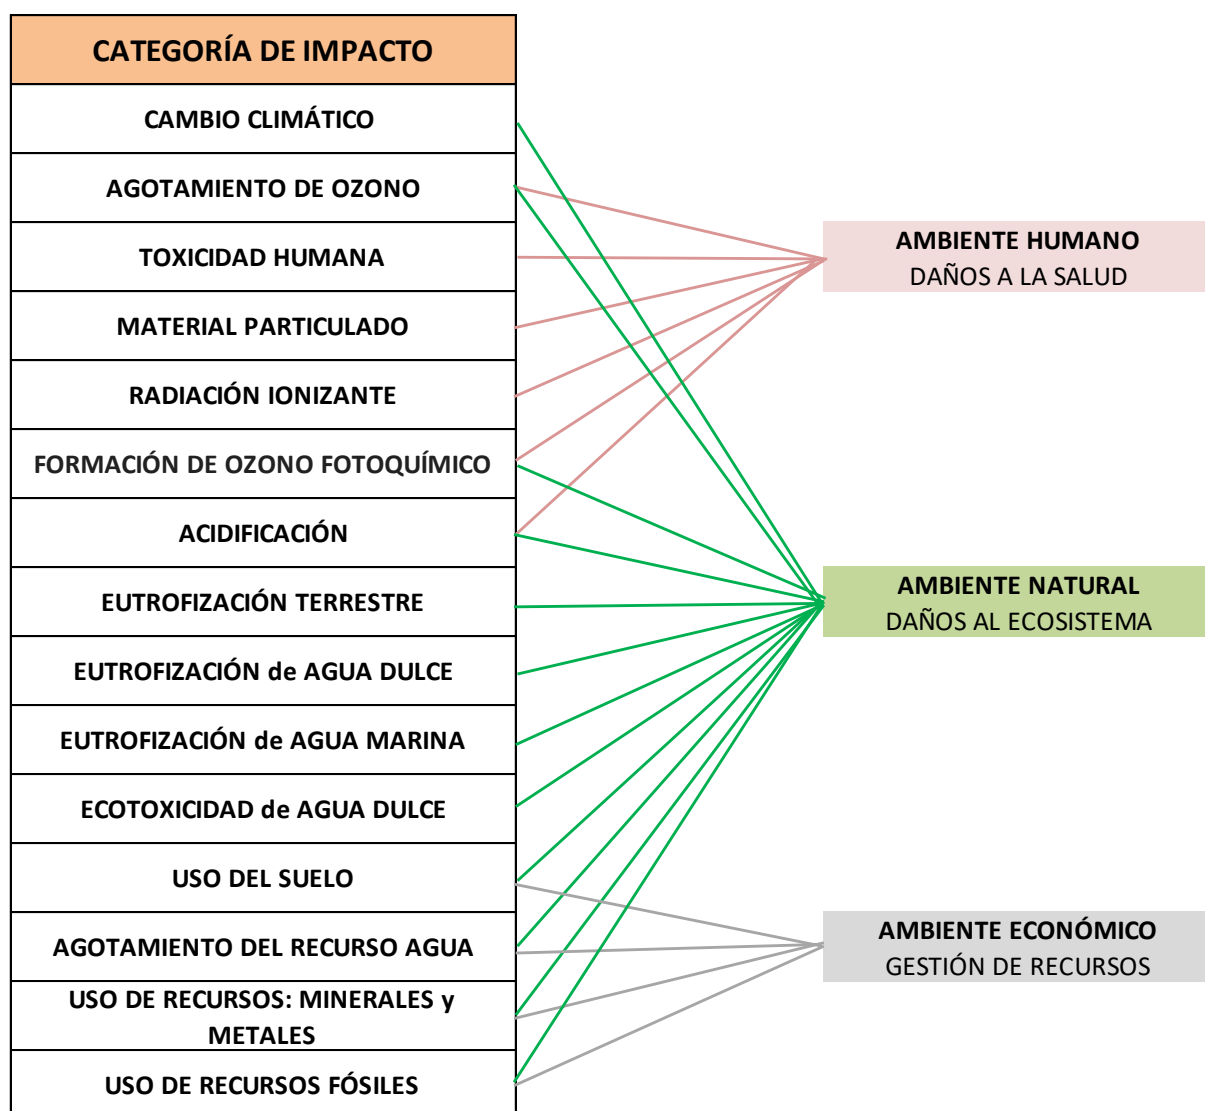 CATEGORÍA DE IMPACTO
CAMBIO CLIMÁTICO
AGOTAMIENTO DE OZONO
TOXICIDAD HUMANA
MATERIAL PARTICULADO
RADIACIÓN IONIZANTE
FORMACIÓN DE OZONO FOTOQUÍMICO
ACIDIFICACIÓN
EUTROFIZACIÓN TERRESTRE
EUTROFIZACIÓN de AGUA DULCE
EUTROFIZACIÓN de AGUA MARINA
ECOTOXICIDAD de AGUA DULCE
USO DEL SUELO
AGOTAMIENTO DEL RECURSO AGUA
USO DE RECURSOS: MINERALES y
METALES
USO DE RECURSOS FÓSILES
AMBIENTE HUMANO
DAÑOS A LA SALUD
AMBIENTE NATURAL
DAÑOS AL ECOSISTEMA
AMBIENTE ECONÓMICO
GESTIÓN DE RECURSOS